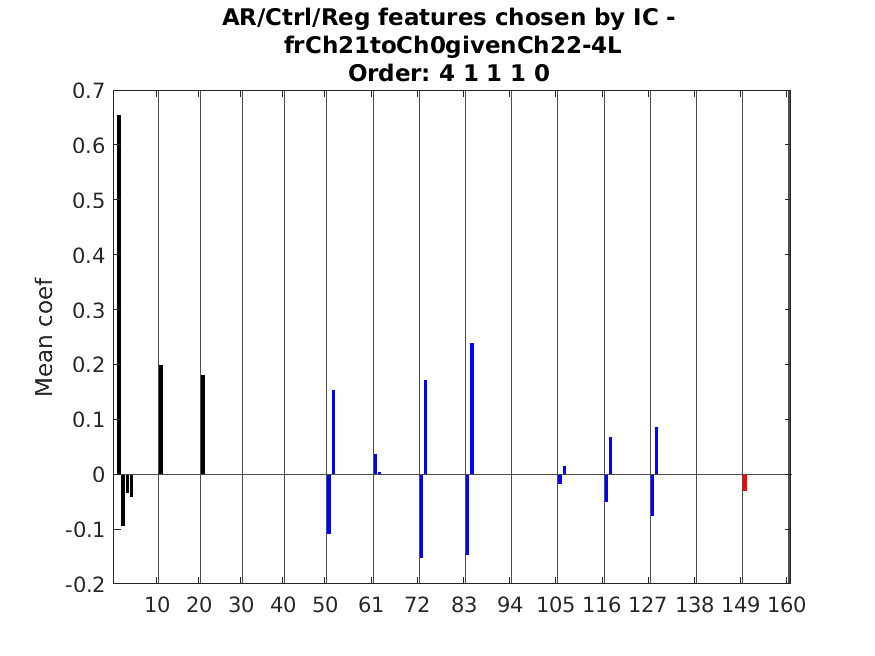 AR/Ctrl/Reg features chosen by IC -
frCh21toCh0givenCh22-4L
Order: 4 1 1 1 0
0.7
0.6
0.5
0.4
0.3
0.2
0.1
0
-0.1
-0.2
Mean coef
10 20 30 40 50 61 72 83 94 105 116 127 138 149 160